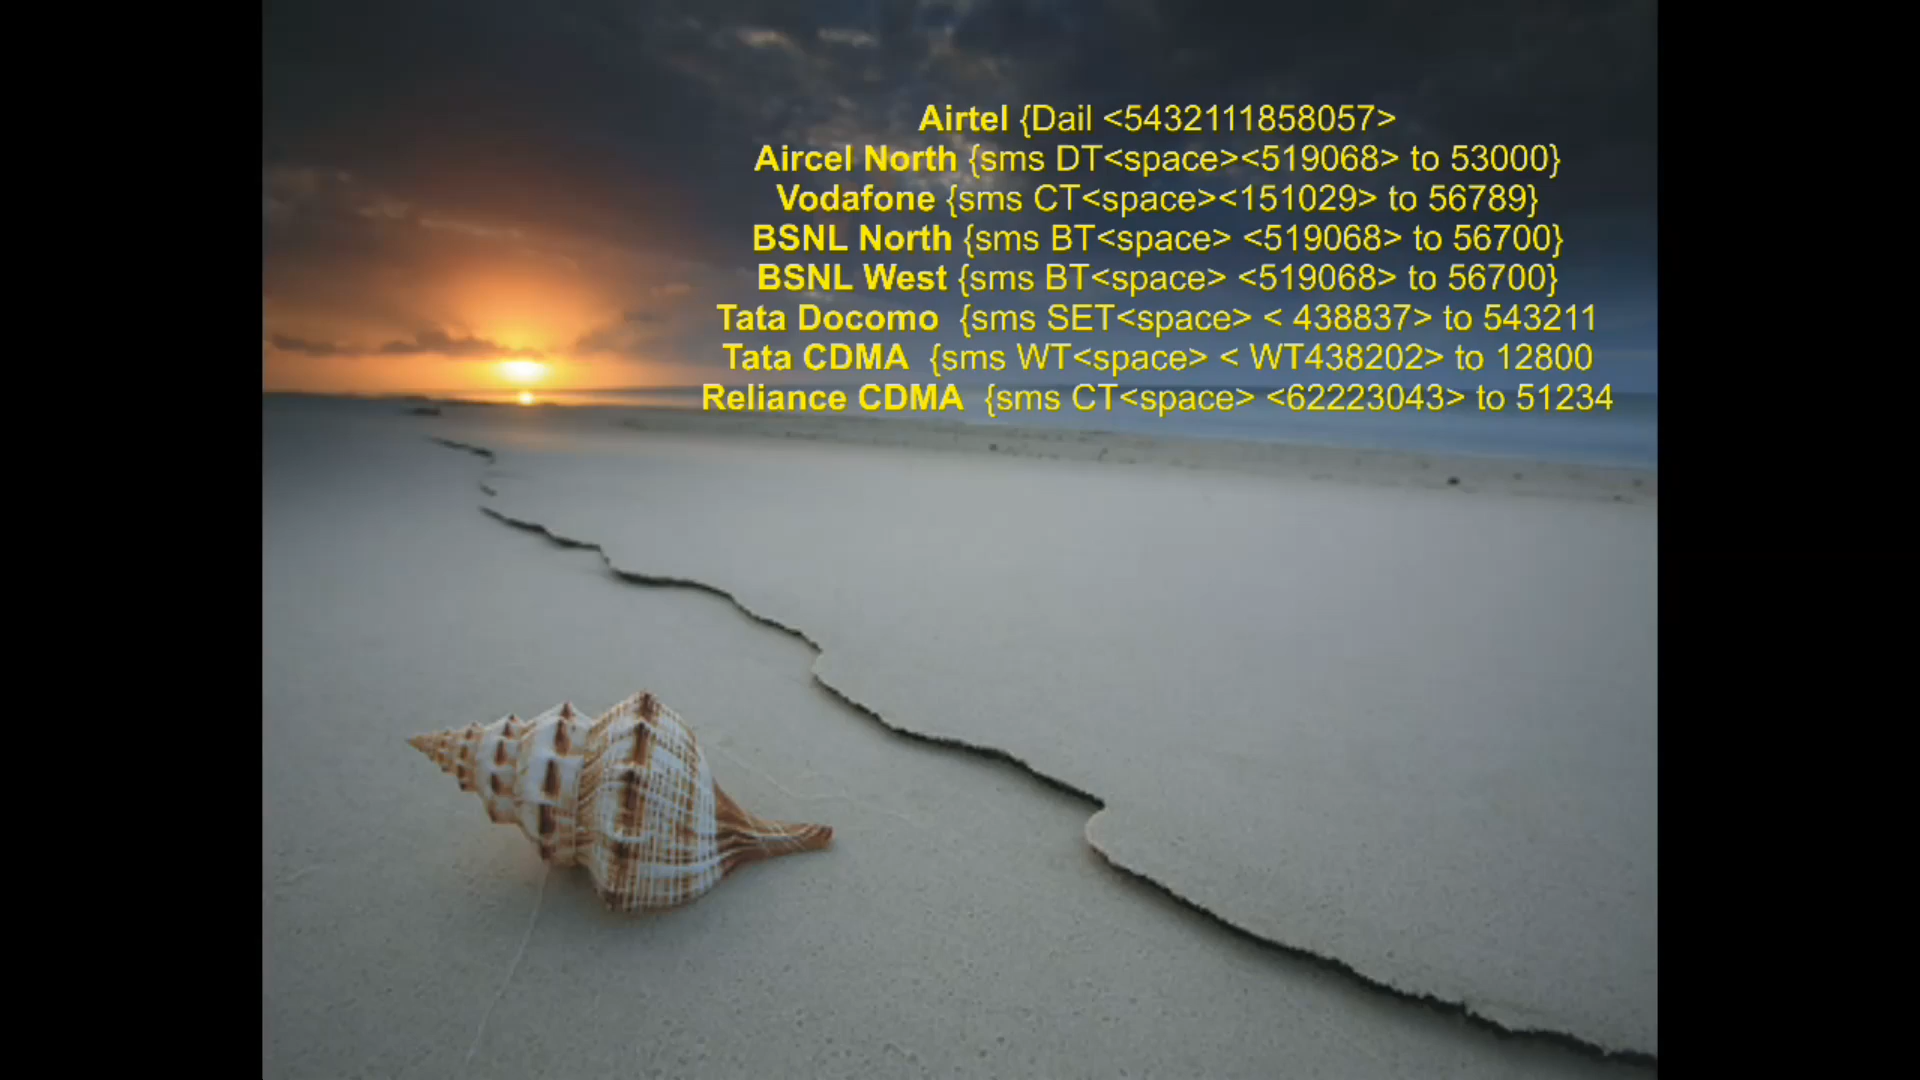 Airtel {Dail <5432111858057>
Aircel North {sms DT<space><519068> to 53000}
Vodafone {sms CT<space><151029> to 56789}
BSNL North {sms BT<space> <519068> to 56700}
BSNL West {sms BT<space> <519068> to 56700}
Tata Docomo {sms SET<space> < 438837> to 543211
Tata CDMA {sms WT<space> < WT438202> to 12800
Reliance CDMA {sms CT<space> <62223043> to 51234